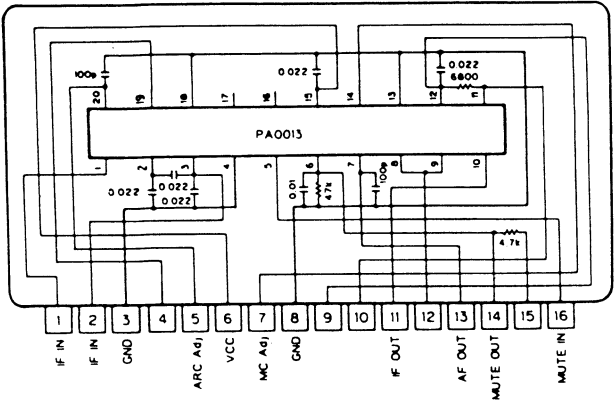 100p
0.022
0.022
6800
20
19
18
17
16
15
14
13
12
11
PA0013
1
2
3
4
5
6
7
8
9
10
0.022
0.022
0.022
0.01
4.7k
100p
4.7k
1
2
3
4
5
6
7
8
9
10
11
12
13
14
15
16
IF IN
IF IN
GND
ARC Adj
VCC
MC Adj
GND
IF OUT
AF OUT
MUTE OUT
MUTE IN